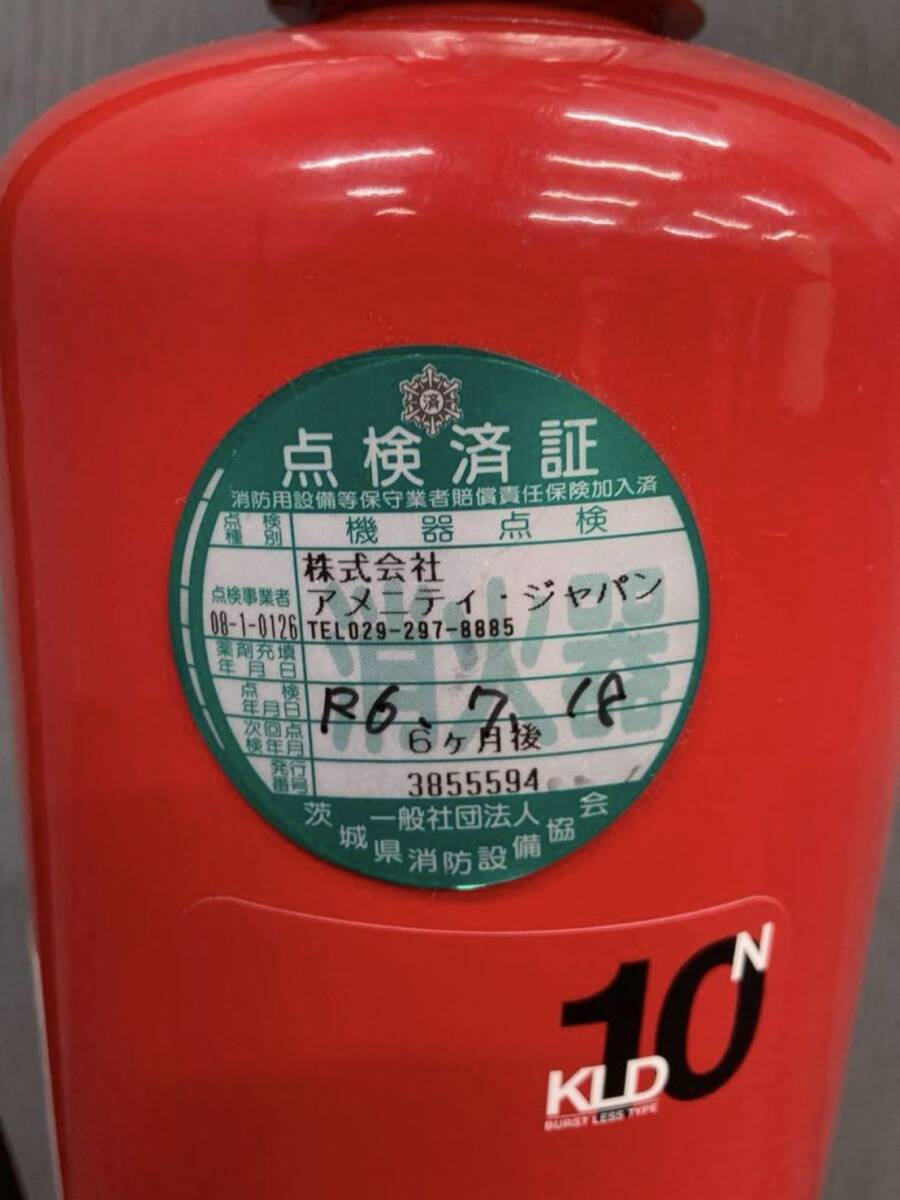 済
点検済証
消防用設備等保守業者賠償責任保険加入済
点検種別 機器点検
点検事業者 株式会社
アメニティ・ジャパン
08-1-0126 TEL029-297-8885
薬剤充填年月日
点検年月日 R6、7、18
次回点検年月 6ヶ月後
発行番号 3855594
一般社団法人
茨城県消防設備協会
消火器
10N
KLD
BURST LESS TYPE